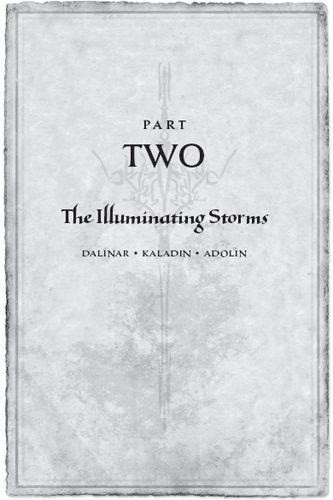 PART
TWO
The Illuminating Storms
DALINAR • KALADIN • ADOLIN